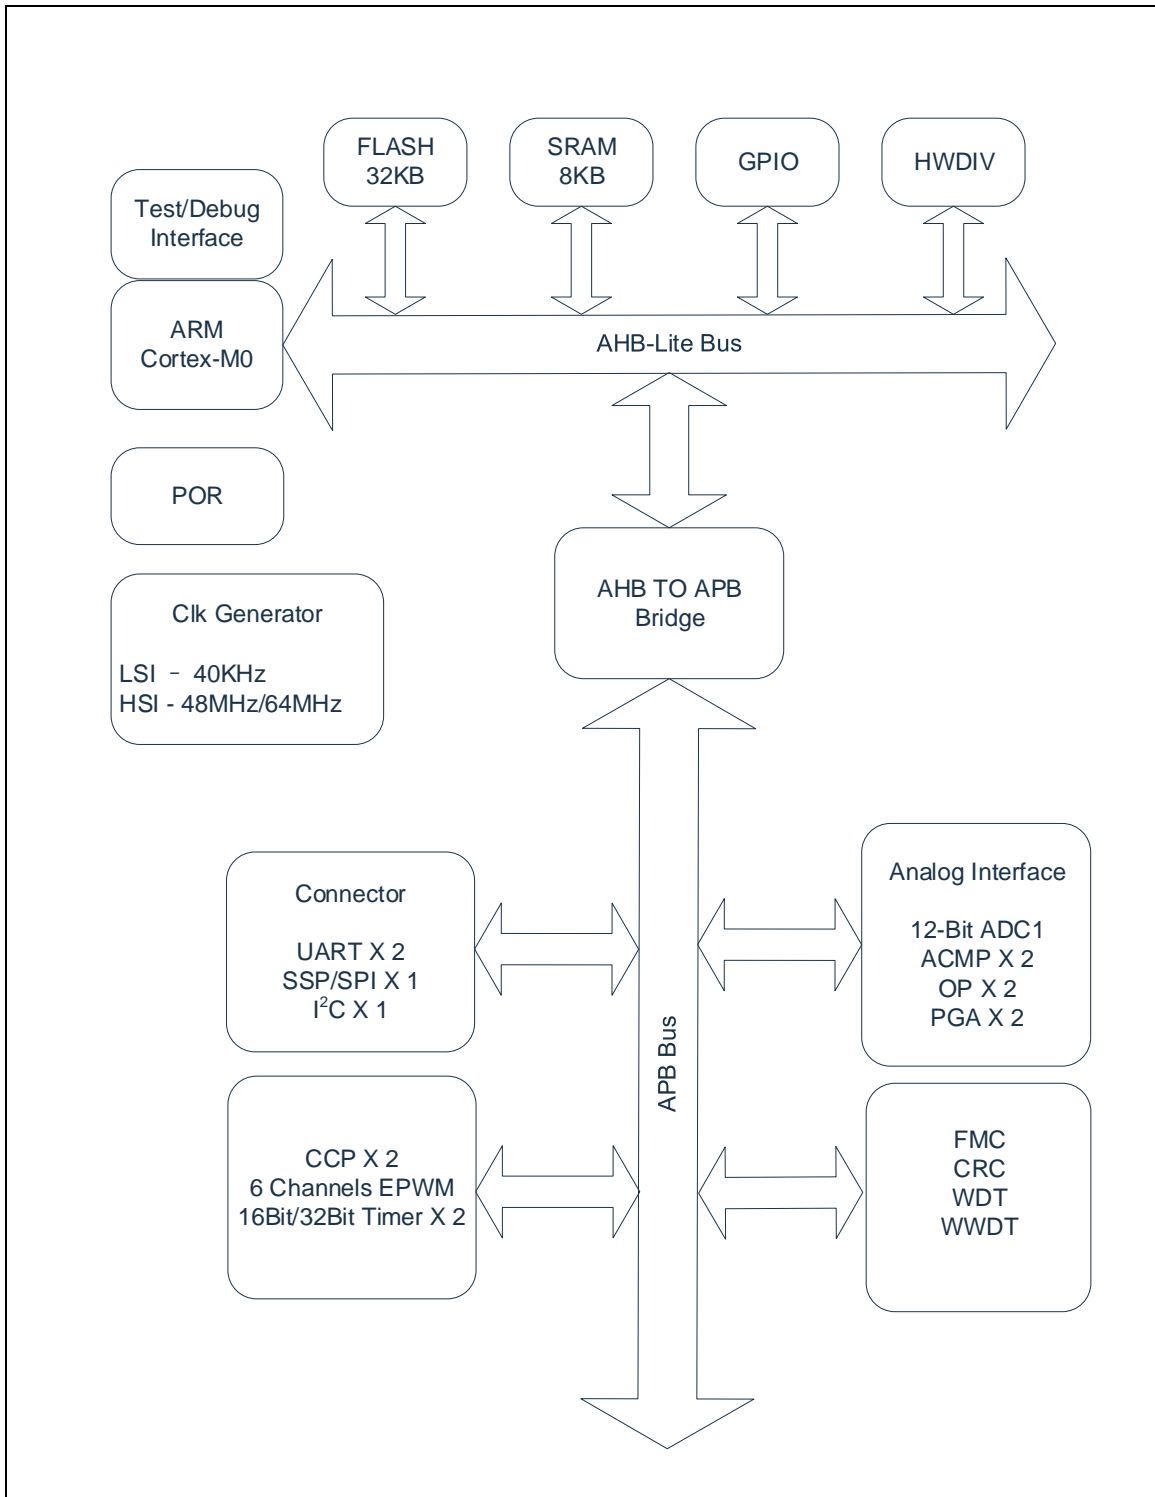 FLASH
32KB
SRAM
8KB
GPIO
HWDIV
Test/Debug
Interface
ARM
Cortex-M0
AHB-Lite Bus
POR
AHB TO APB
Bridge
Clk Generator
LSI - 40KHz
HSI - 48MHz/64MHz
Connector
UART X 2
SSP/SPI X 1
I²C X 1
Analog Interface
12-Bit ADC1
ACMP X 2
OP X 2
PGA X 2
APB Bus
CCP X 2
6 Channels EPWM
16Bit/32Bit Timer X 2
FMC
CRC
WDT
WWDT